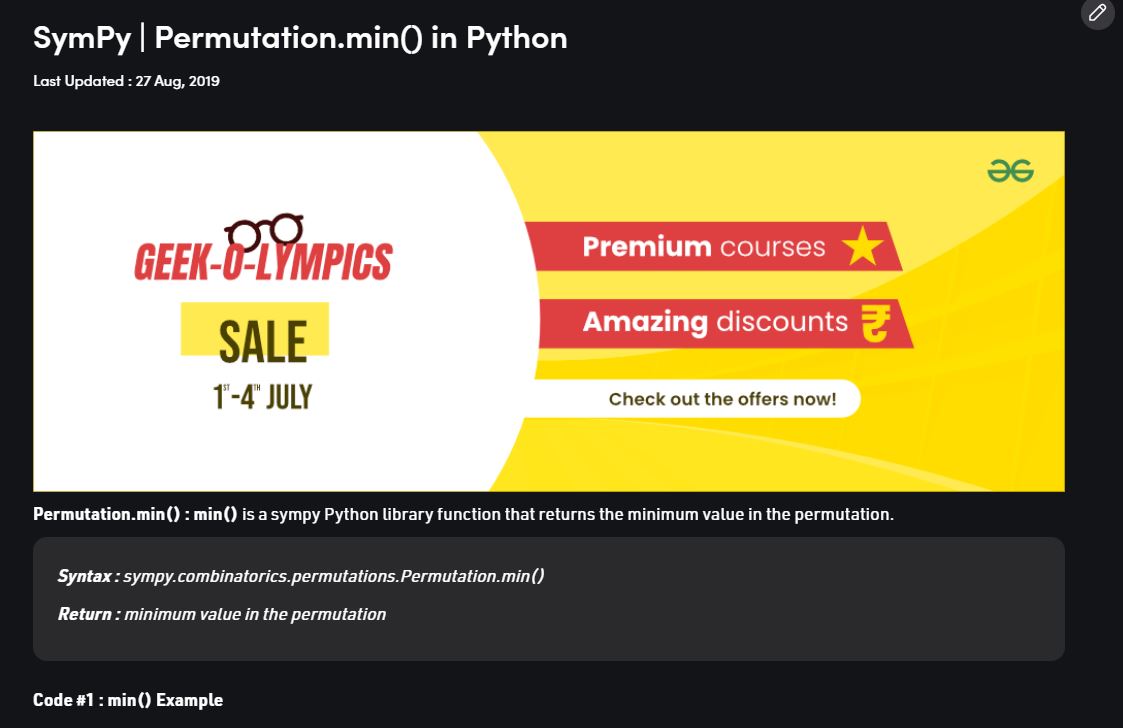 SymPy | Permutation.min() in Python
Last Updated : 27 Aug, 2019
GEEK-O-LYMPICS
SALE
1ST-4TH JULY
Premium courses
Amazing discounts
Check out the offers now!
Permutation.min() : min() is a sympy Python library function that returns the minimum value in the permutation.
Syntax : sympy.combinatorics.permutations.Permutation.min()
Return : minimum value in the permutation
Code #1 : min() Example